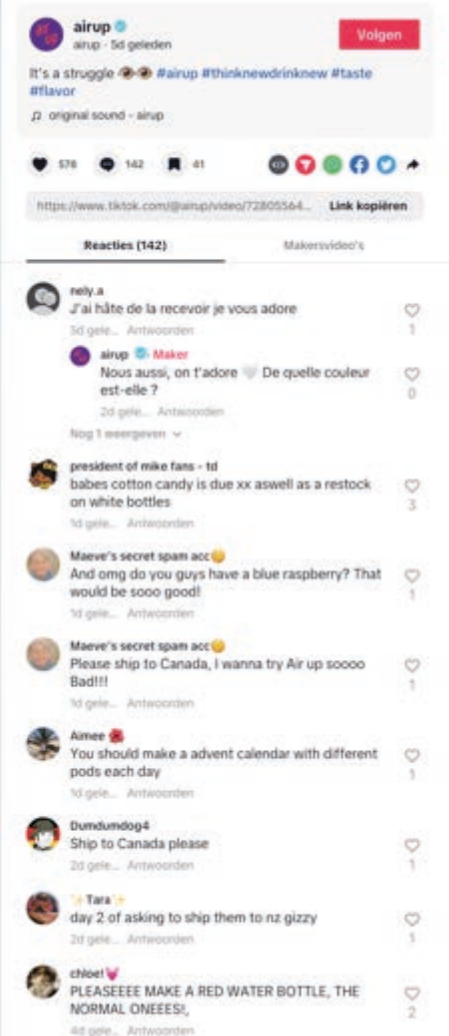 airup
airup · 5d geleden
Volgen
It's a struggle 👁👁 #airup #thinknewdrinknew #taste
#flavor
♫ original sound - airup
578 142 41
https://www.tiktok.com/@airup/video/72805564... Link kopiëren
Reacties (142) Makersvideo's
nely.a
J'ai hâte de la recevoir je vous adore
1
5d gele... Antwoorden
airup · Maker
Nous aussi, on t'adore 🤍 De quelle couleur
est-elle ?
0
2d gele... Antwoorden
Nog 1 weergeven
president of mike fans - td
babes cotton candy is due xx aswell as a restock
on white bottles
3
1d gele... Antwoorden
Maeve's secret spam acc
And omg do you guys have a blue raspberry? That
would be sooo good!
1
1d gele... Antwoorden
Maeve's secret spam acc
Please ship to Canada, I wanna try Air up soooo
Bad!!!
1
1d gele... Antwoorden
Aimee 🌺
You should make a advent calendar with different
pods each day
1
1d gele... Antwoorden
Dumdumdog4
Ship to Canada please
1
2d gele... Antwoorden
✨Tara✨
day 2 of asking to ship them to nz gizzy
1
2d gele... Antwoorden
chloe!💓
PLEASEEEE MAKE A RED WATER BOTTLE, THE
NORMAL ONEEES!,
2
4d gele... Antwoorden